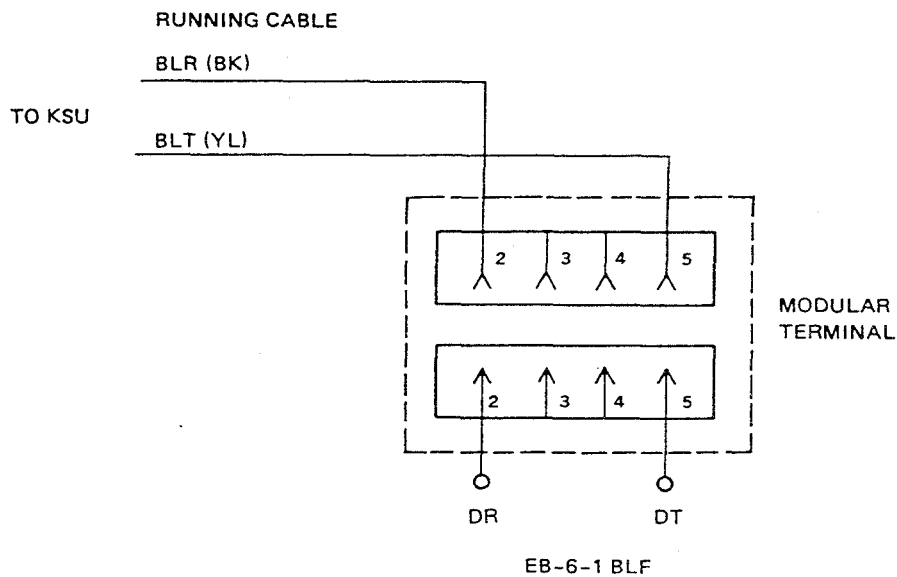 RUNNING CABLE
BLR (BK)
TO KSU
BLT (YL)
2 3 4 5
MODULAR
TERMINAL
2 3 4 5
DR DT
EB-6-1 BLF